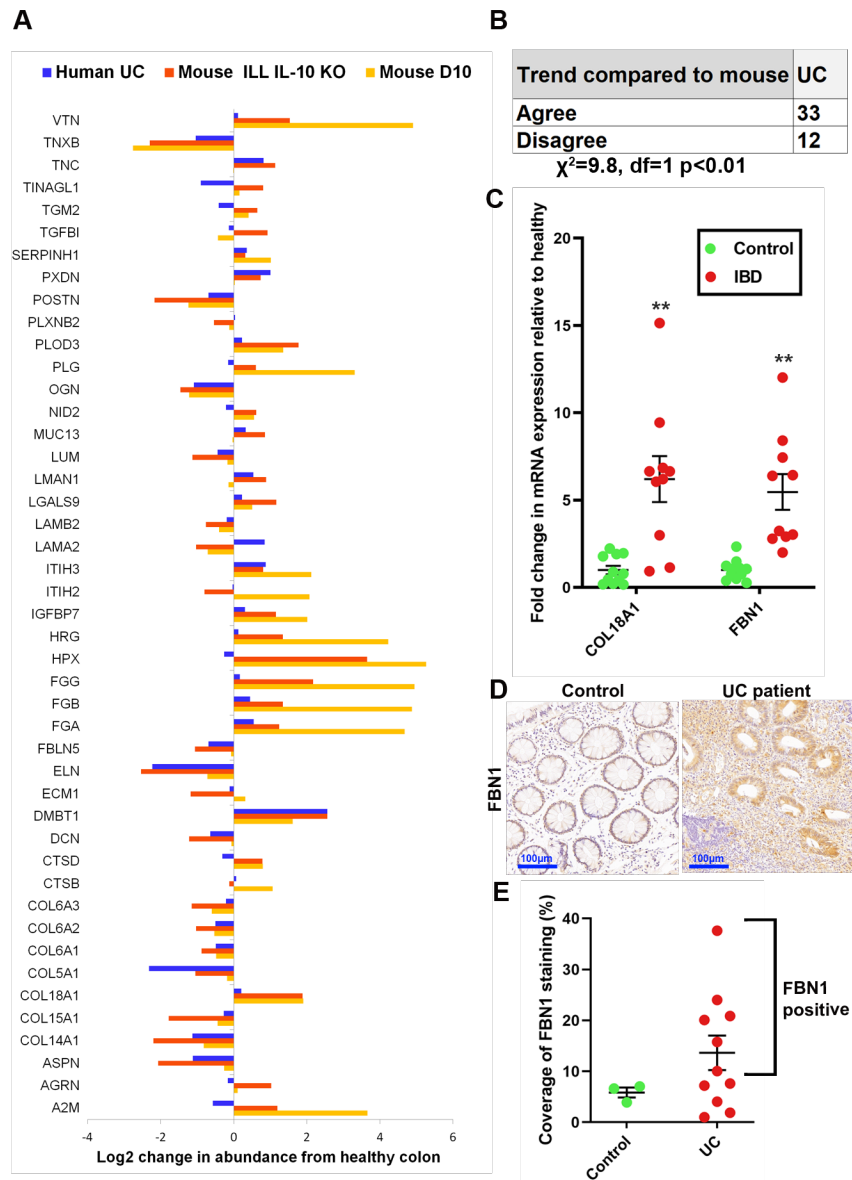 A
Human UC Mouse ILL IL-10 KO Mouse D10
VTN
TNXB
TNC
TINAGL1
TGM2
TGFBI
SERPINH1
PXDN
POSTN
PLXNB2
PLOD3
PLG
OGN
NID2
MUC13
LUM
LMAN1
LGALS9
LAMB2
LAMA2
ITIH3
ITIH2
IGFBP7
HRG
HPX
FGG
FGB
FGA
FBLN5
ELN
ECM1
DMBT1
DCN
CTSD
CTSB
COL6A3
COL6A2
COL6A1
COL5A1
COL18A1
COL15A1
COL14A1
ASPN
AGRN
A2M
-4 -2 0 2 4 6
Log2 change in abundance from healthy colon
B
Trend compared to mouse UC
Agree 33
Disagree 12
χ²=9.8, df=1 p<0.01
C
Fold change in mRNA expression relative to healthy
20
15
10
5
0
Control
IBD
**
**
COL18A1
FBN1
D
Control UC patient
FBN1
100μm 100μm
E
Coverage of FBN1 staining (%)
40
30
20
10
0
FBN1
positive
Control
UC